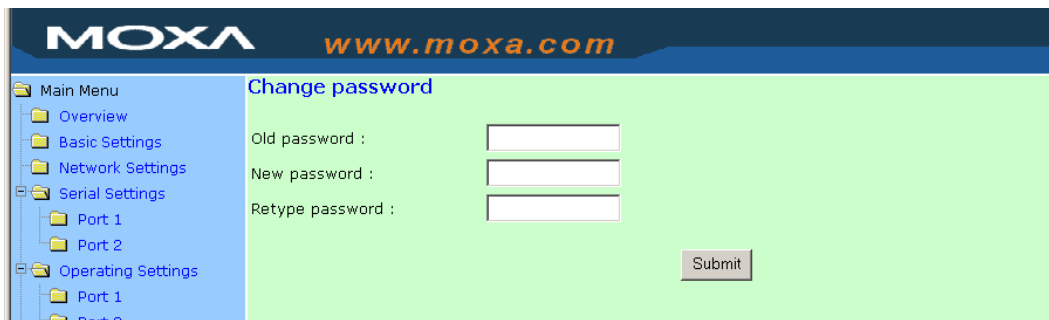 MOXA www.moxa.com
Main Menu
Overview
Basic Settings
Network Settings
Serial Settings
Port 1
Port 2
Operating Settings
Port 1
Change password
Old password :
New password :
Retype password :
Submit